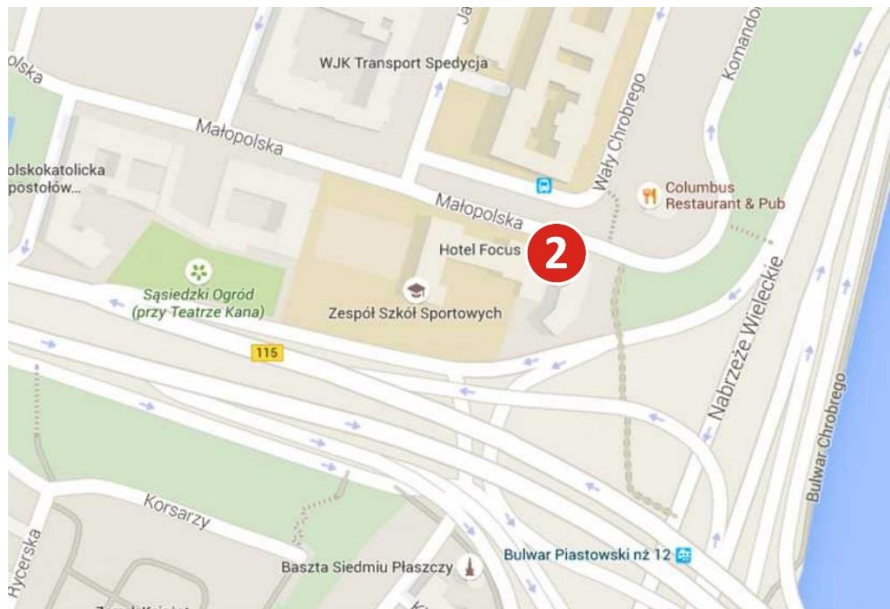 WJK Transport Spedycja
olska
Małopolska
Wały Chrobrego
olskokatolicka
postołów...
Małopolska
Columbus
Restaurant & Pub
Hotel Focus
2
Sąsiedzki Ogród
(przy Teatrze Kana)
Zespół Szkół Sportowych
115
Nabrzeże Wieleckie
Bulwar Chrobrego
Korsarzy
Rycerska
Bulwar Piastowski nż 12
Baszta Siedmiu Płaszczy